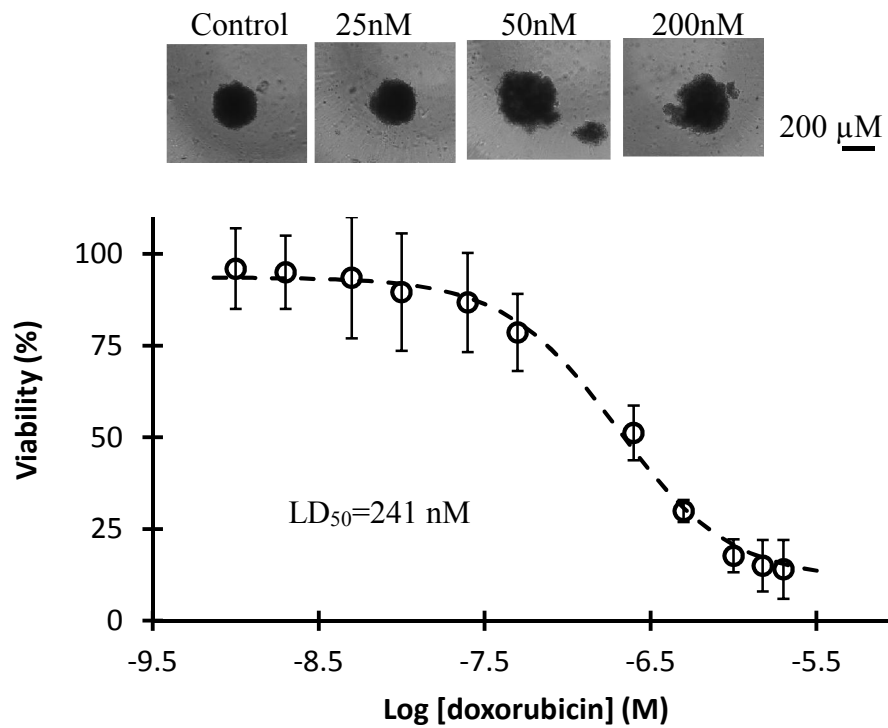 Control 25nM 50nM 200nM
200 µM
100
75
50
25
0
Viability (%)
LD₅₀=241 nM
-9.5 -8.5 -7.5 -6.5 -5.5
Log [doxorubicin] (M)